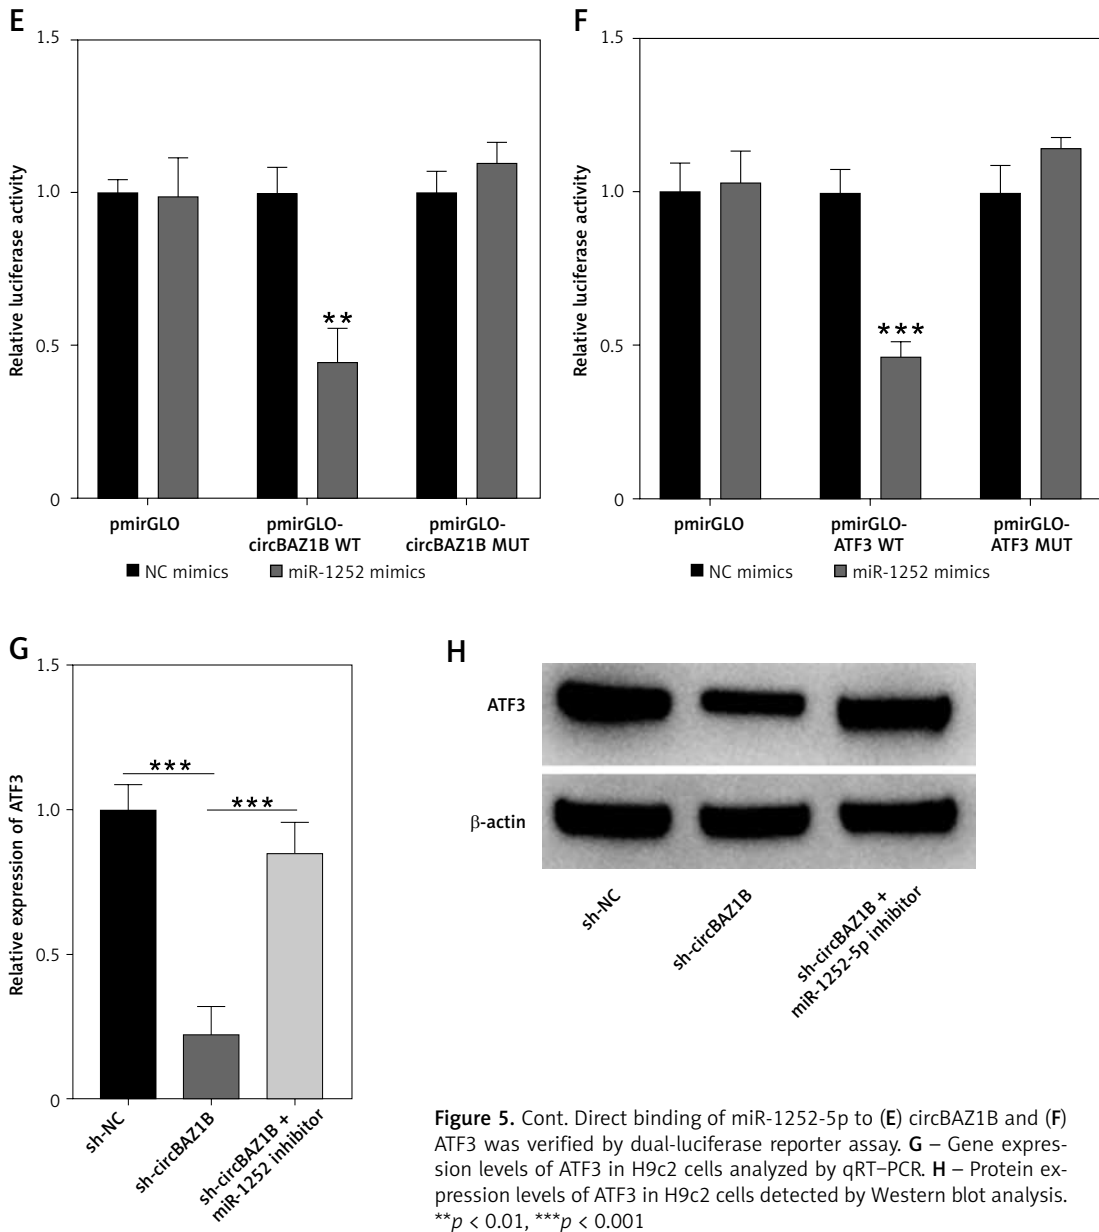 E
1.5
1.0
0.5
0
Relative luciferase activity
**
pmirGLO
pmirGLO-
circBAZ1B WT
pmirGLO-
circBAZ1B MUT
NC mimics
miR-1252 mimics
F
1.5
1.0
0.5
0
Relative luciferase activity
***
pmirGLO
pmirGLO-
ATF3 WT
pmirGLO-
ATF3 MUT
NC mimics
miR-1252 mimics
G
1.5
1.0
0.5
0
Relative expression of ATF3
***
***
sh-NC
sh-circBAZ1B
sh-circBAZ1B +
miR-1252 inhibitor
H
ATF3
β-actin
sh-NC
sh-circBAZ1B
sh-circBAZ1B +
miR-1252-5p inhibitor
Figure 5. Cont. Direct binding of miR-1252-5p to (E) circBAZ1B and (F)
ATF3 was verified by dual-luciferase reporter assay. G – Gene expres-
sion levels of ATF3 in H9c2 cells analyzed by qRT–PCR. H – Protein ex-
pression levels of ATF3 in H9c2 cells detected by Western blot analysis.
**p < 0.01, ***p < 0.001